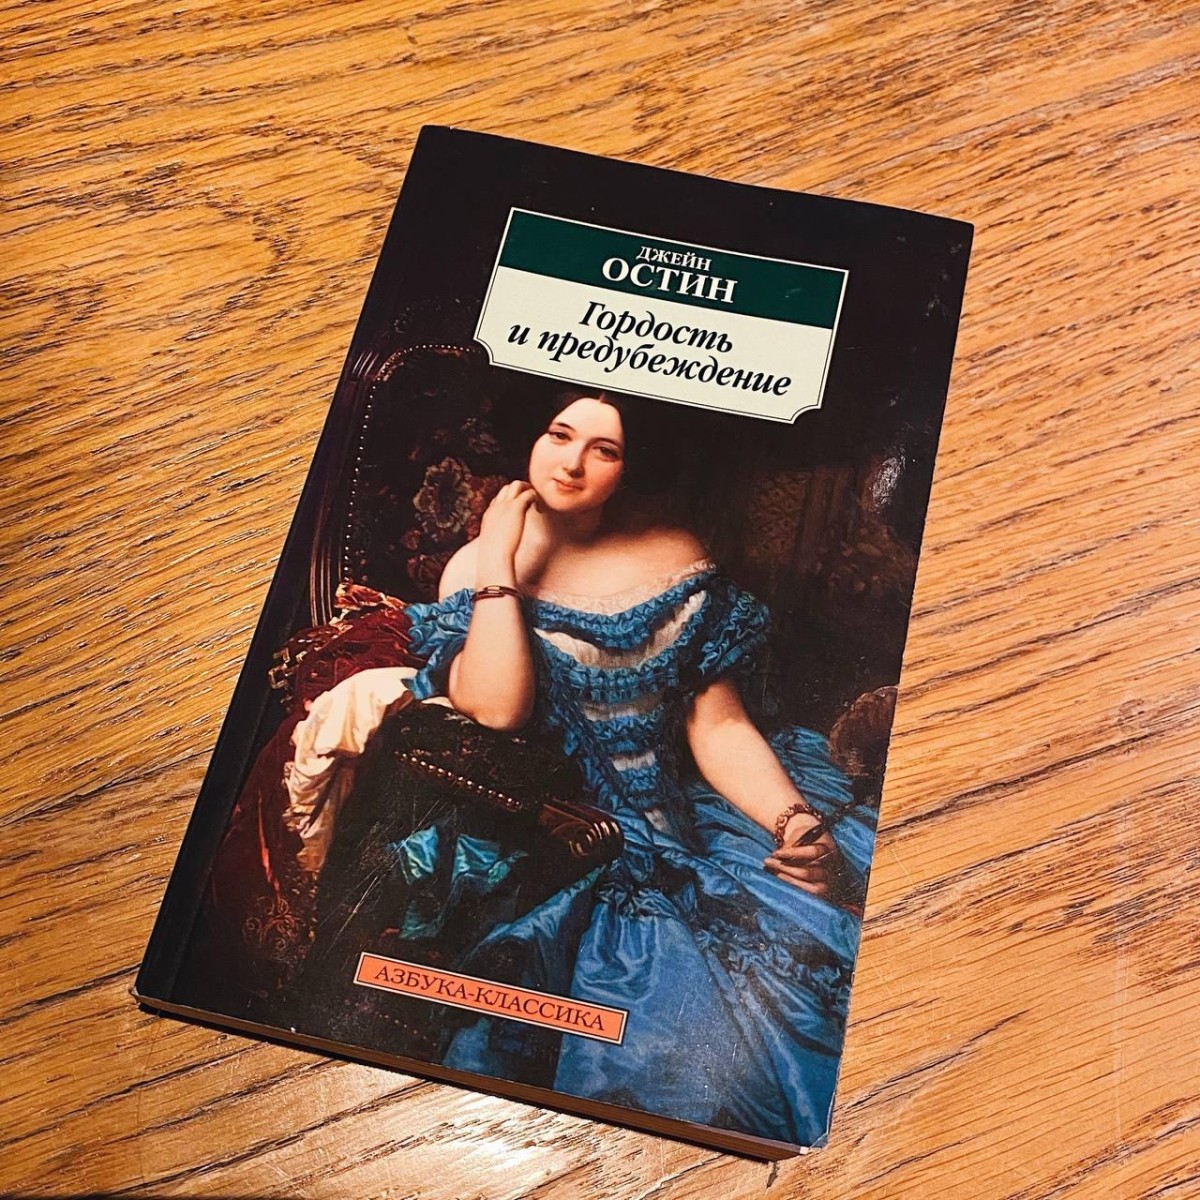 ДЖЕЙН
ОСТИН
Гордость
и предубеждение
АЗБУКА-КЛАССИКА